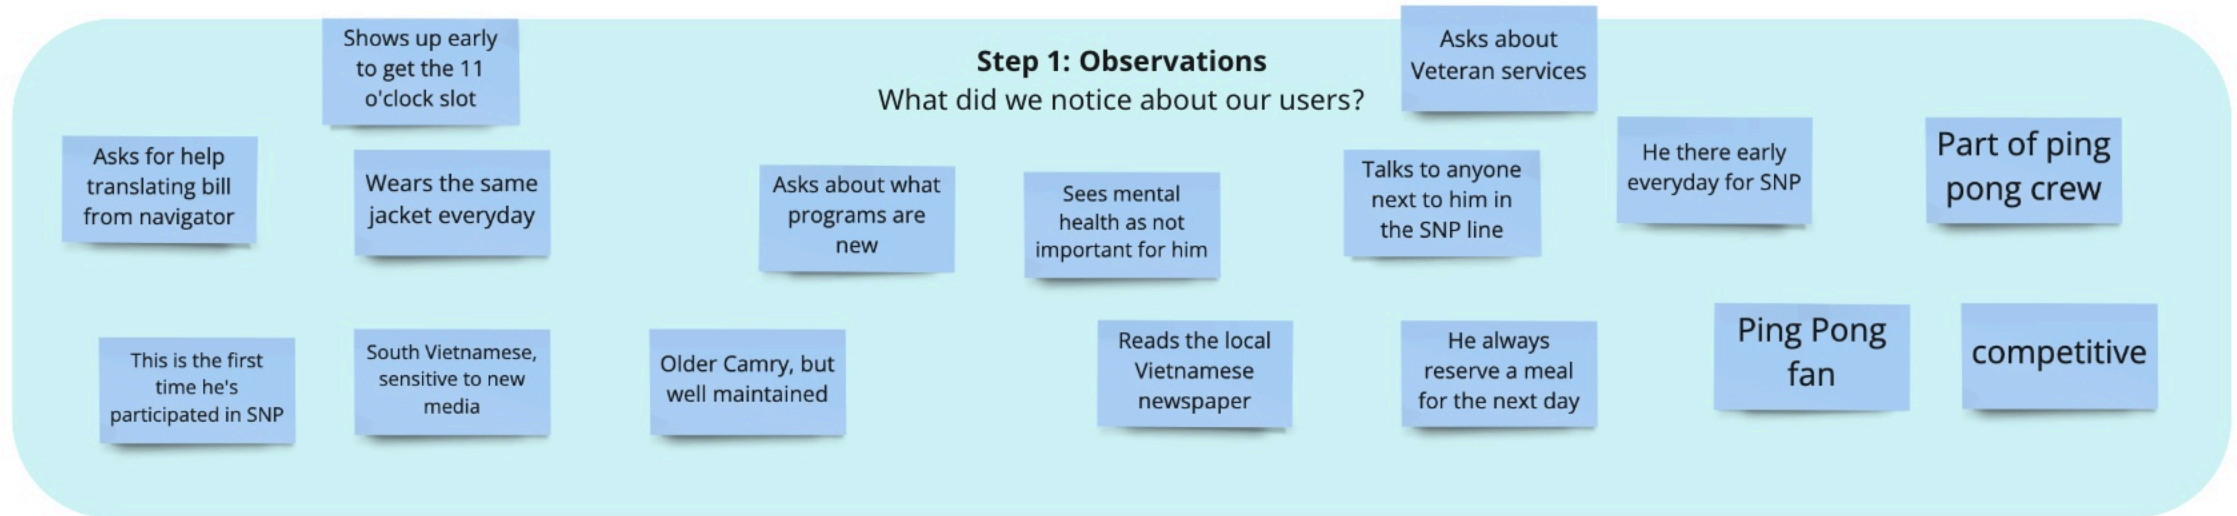 Shows up early
to get the 11
o'clock slot
Step 1: Observations
What did we notice about our users?
Asks about
Veteran services
Asks for help
translating bill
from navigator
Wears the same
jacket everyday
Asks about what
programs are
new
Sees mental
health as not
important for him
Talks to anyone
next to him in
the SNP line
He there early
everyday for SNP
Part of ping
pong crew
This is the first
time he's
participated in SNP
South Vietnamese,
sensitive to new
media
Older Camry, but
well maintained
Reads the local
Vietnamese
newspaper
He always
reserve a meal
for the next day
Ping Pong
fan
competitive